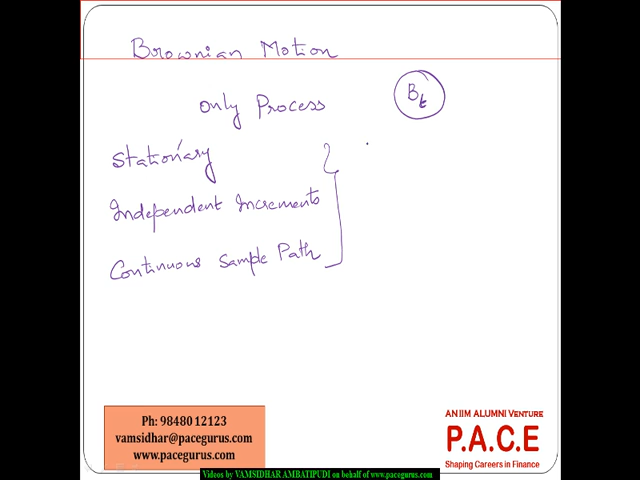 Brownian Motion
only Process
Bt
Stationary
Independent Increments
Continuous Sample Path
Ph: 98480 12123
vamsidhar@pacegurus.com
www.pacegurus.com
AN IIM ALUMNI VENTURE
P.A.C.E
Shaping Careers in Finance
Videos by VAMSIDHAR AMBATIPUDI on behalf of www.pacegurus.com